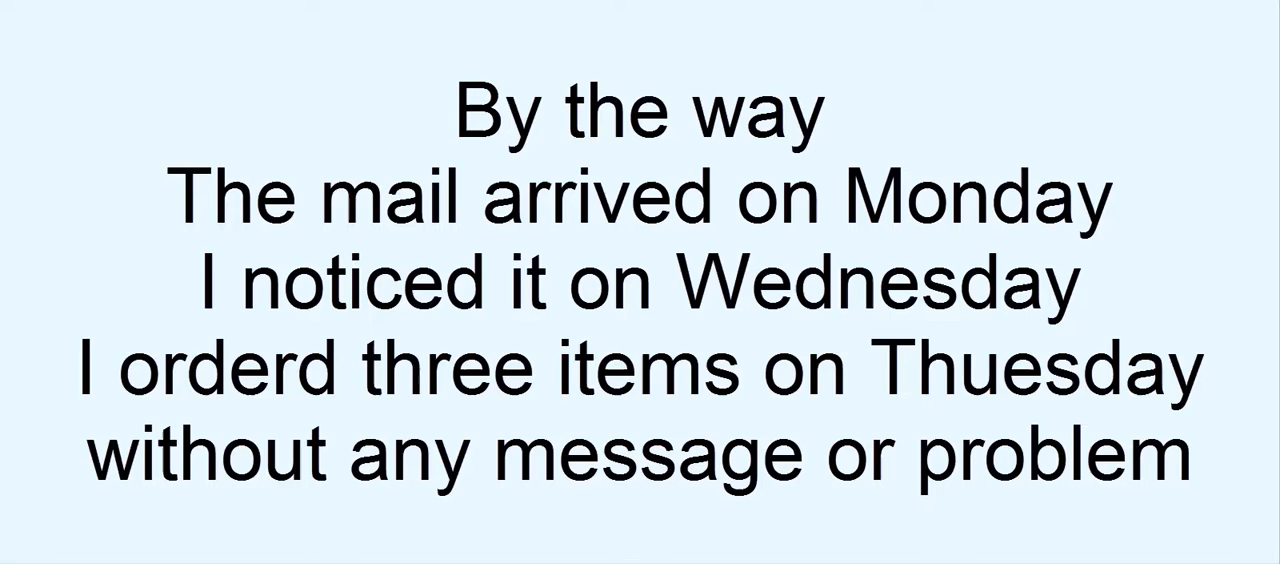 By the way
The mail arrived on Monday
I noticed it on Wednesday
I orderd three items on Thuesday
without any message or problem